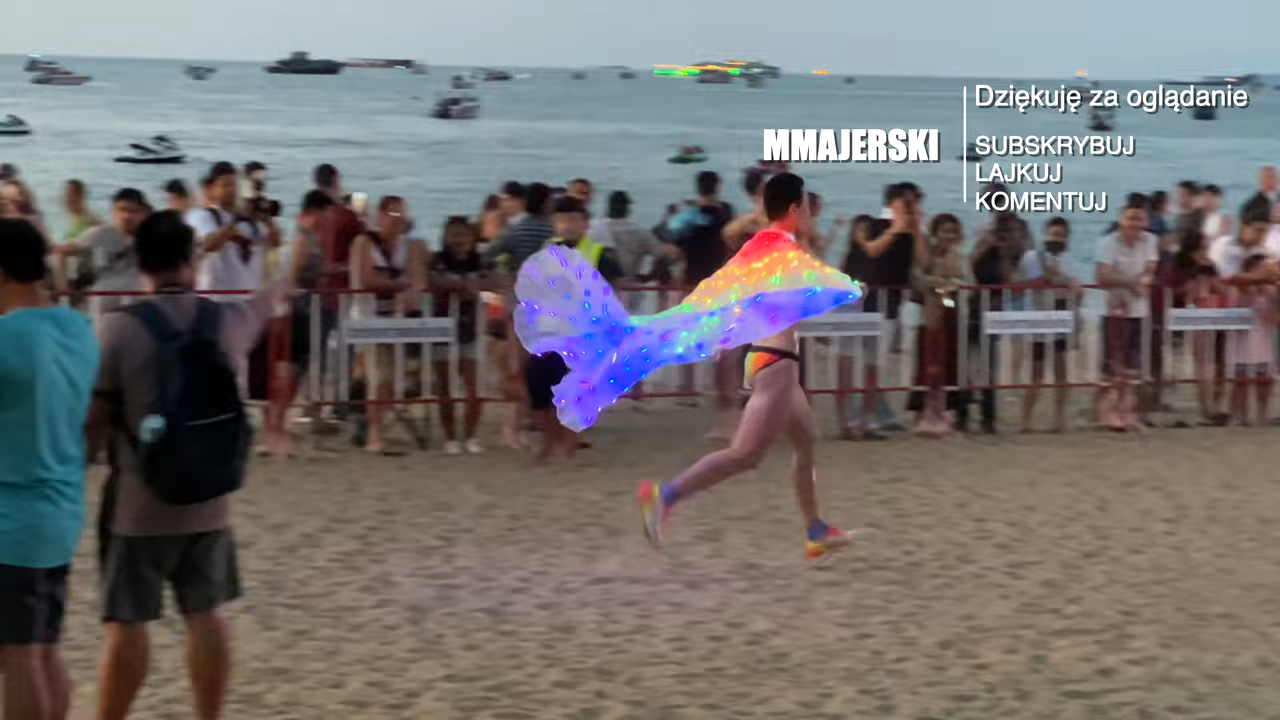 MMAJERSKI
Dziękuję za oglądanie
SUBSKRYBUJ
LAJKUJ
KOMENTUJ